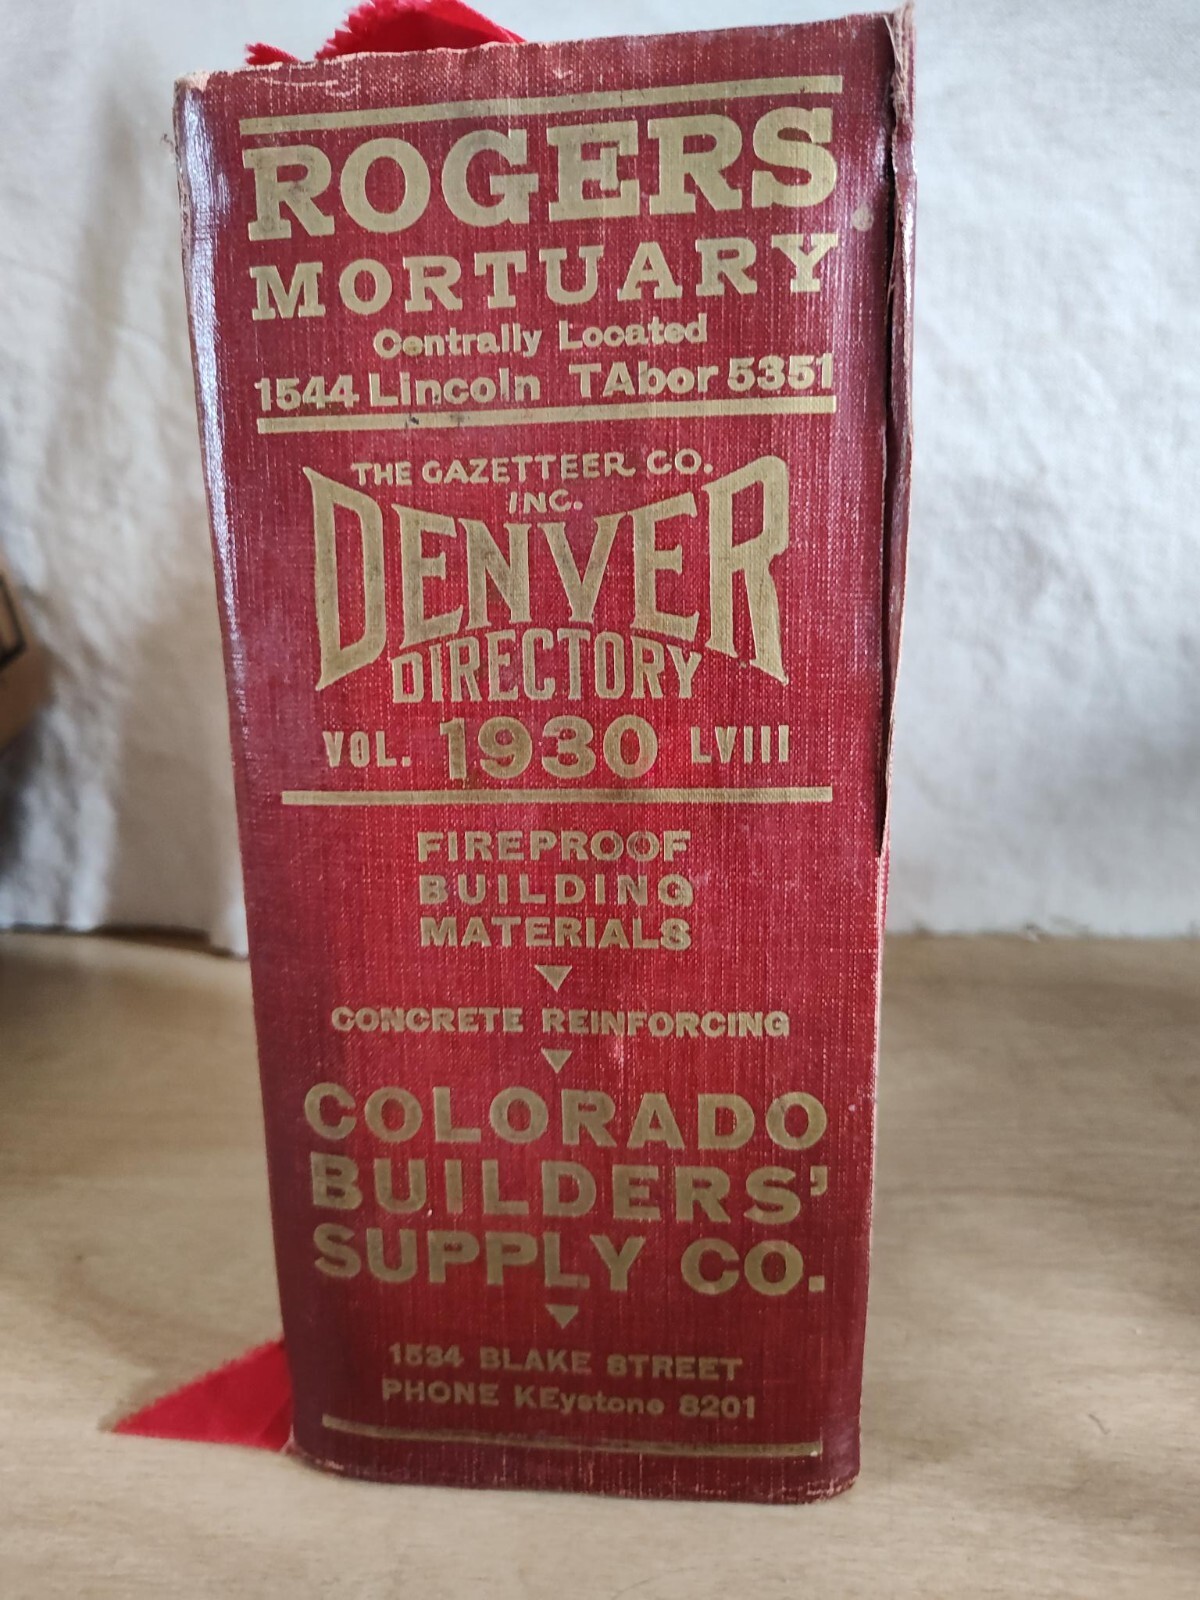 ROGERS
MORTUARY
Centrally Located
1544 Lincoln TAbor 5351
THE GAZETTEER CO.
INC.
DENVER
DIRECTORY
VOL. 1930 LVIII
FIREPROOF
BUILDING
MATERIALS
CONCRETE REINFORCING
COLORADO
BUILDERS'
SUPPLY CO.
1534 BLAKE STREET
PHONE KEystone 8201